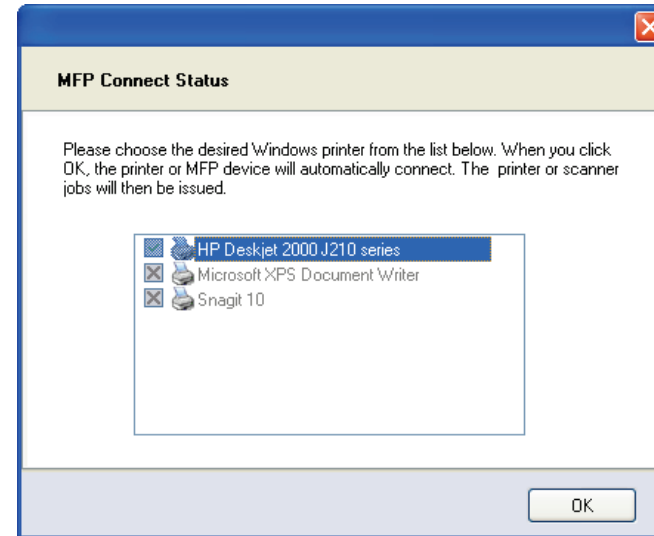 MFP Connect Status
Please choose the desired Windows printer from the list below. When you click
OK, the printer or MFP device will automatically connect. The printer or scanner
jobs will then be issued.
HP Deskjet 2000 J210 series
Microsoft XPS Document Writer
Snagit 10
OK